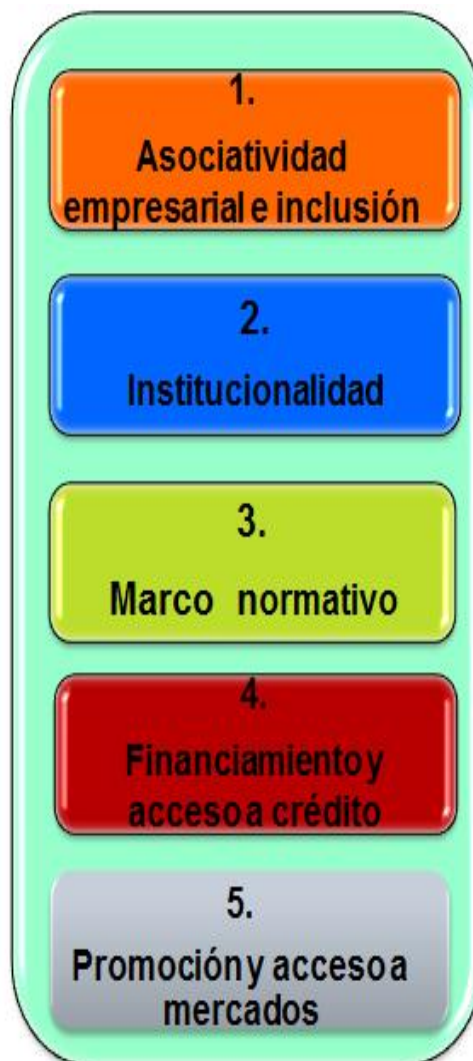 1.
Asociatividad
empresarial e inclusión
2.
Institucionalidad
3.
Marco normativo
4.
Financiamiento y
acceso a crédito
5.
Promoción y acceso a
mercados